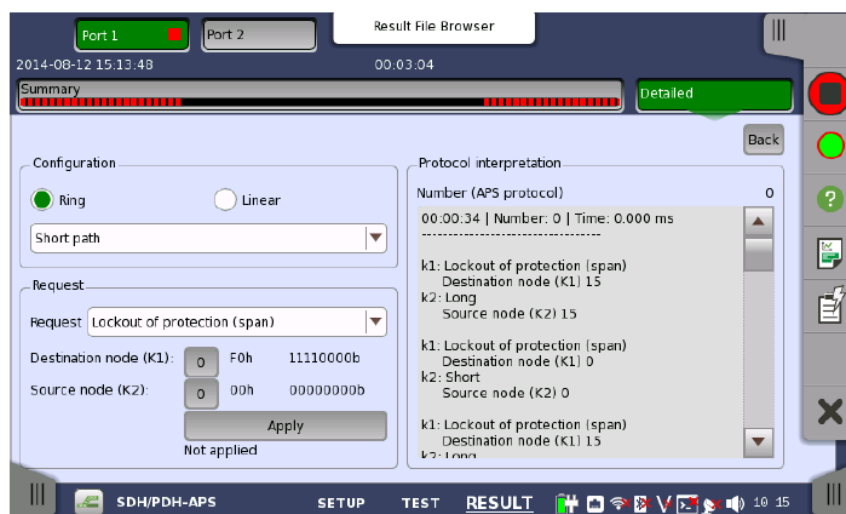 Port 1
Port 2
Result File Browser
2014-08-12 15:13:48
00:03:04
Summary
Detailed
Back
Configuration
Ring
Linear
Short path
Request
Request Lockout of protection (span)
Destination node (K1): 0 F0h 11110000b
Source node (K2): 0 00h 00000000b
Apply
Not applied
Protocol interpretation
Number (APS protocol) 0
00:00:34 | Number: 0 | Time: 0.000 ms
----------------------------------
k1: Lockout of protection (span)
Destination node (K1) 15
k2: Long
Source node (K2) 15
k1: Lockout of protection (span)
Destination node (K1) 0
k2: Short
Source node (K2) 0
k1: Lockout of protection (span)
Destination node (K1) 15
k2: Long
SDH/PDH-APS
SETUP
TEST
RESULT
10 15